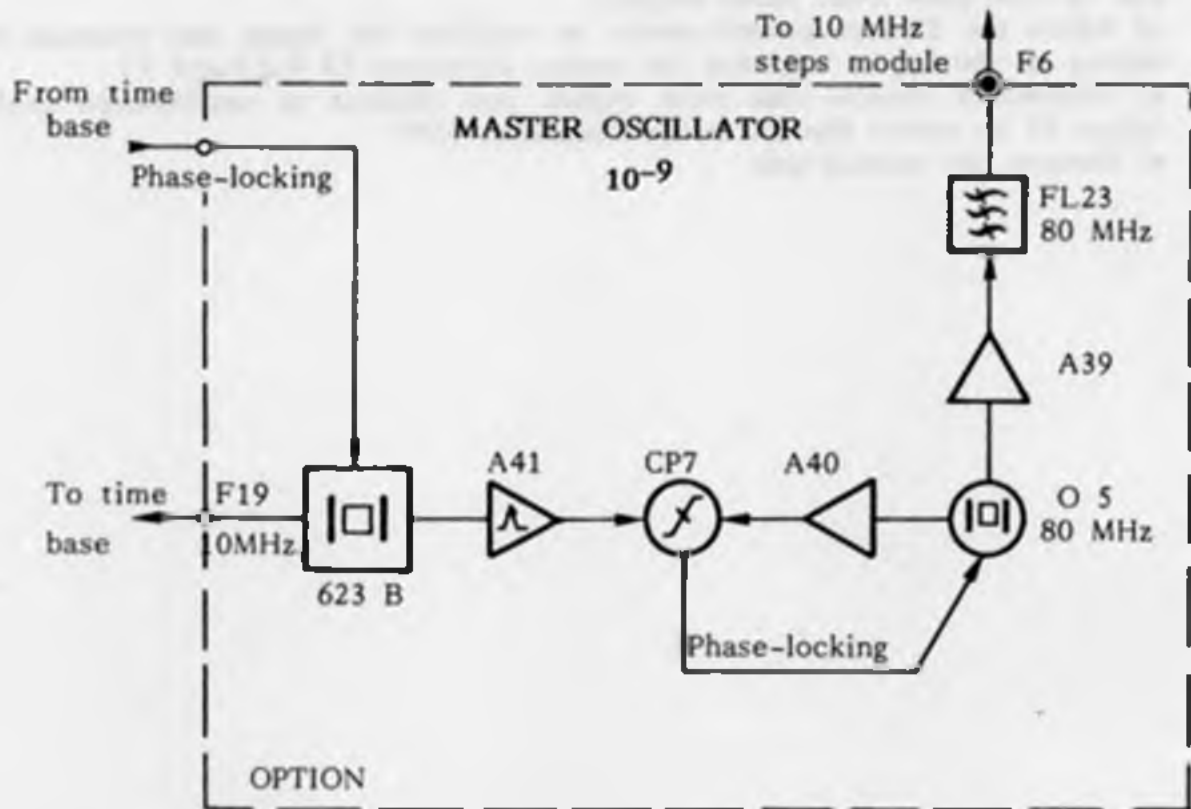 To 10 MHz
steps module
F6
From time
base
MASTER OSCILLATOR
10⁻⁹
Phase-locking
FL23
80 MHz
A39
A41
CP7
A40
To time
base
F19
10MHz
O 5
80 MHz
623 B
Phase-locking
OPTION